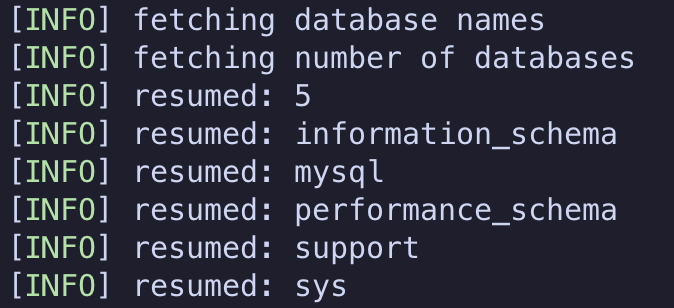 [INFO] fetching database names
[INFO] fetching number of databases
[INFO] resumed: 5
[INFO] resumed: information_schema
[INFO] resumed: mysql
[INFO] resumed: performance_schema
[INFO] resumed: support
[INFO] resumed: sys